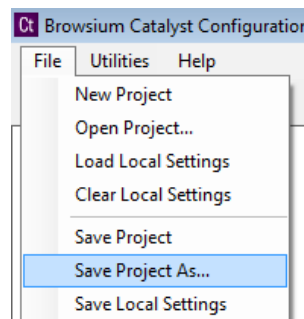 Ct Browsium Catalyst Configuration
File Utilities Help
New Project
Open Project...
Load Local Settings
Clear Local Settings
Save Project
Save Project As...
Save Local Settings